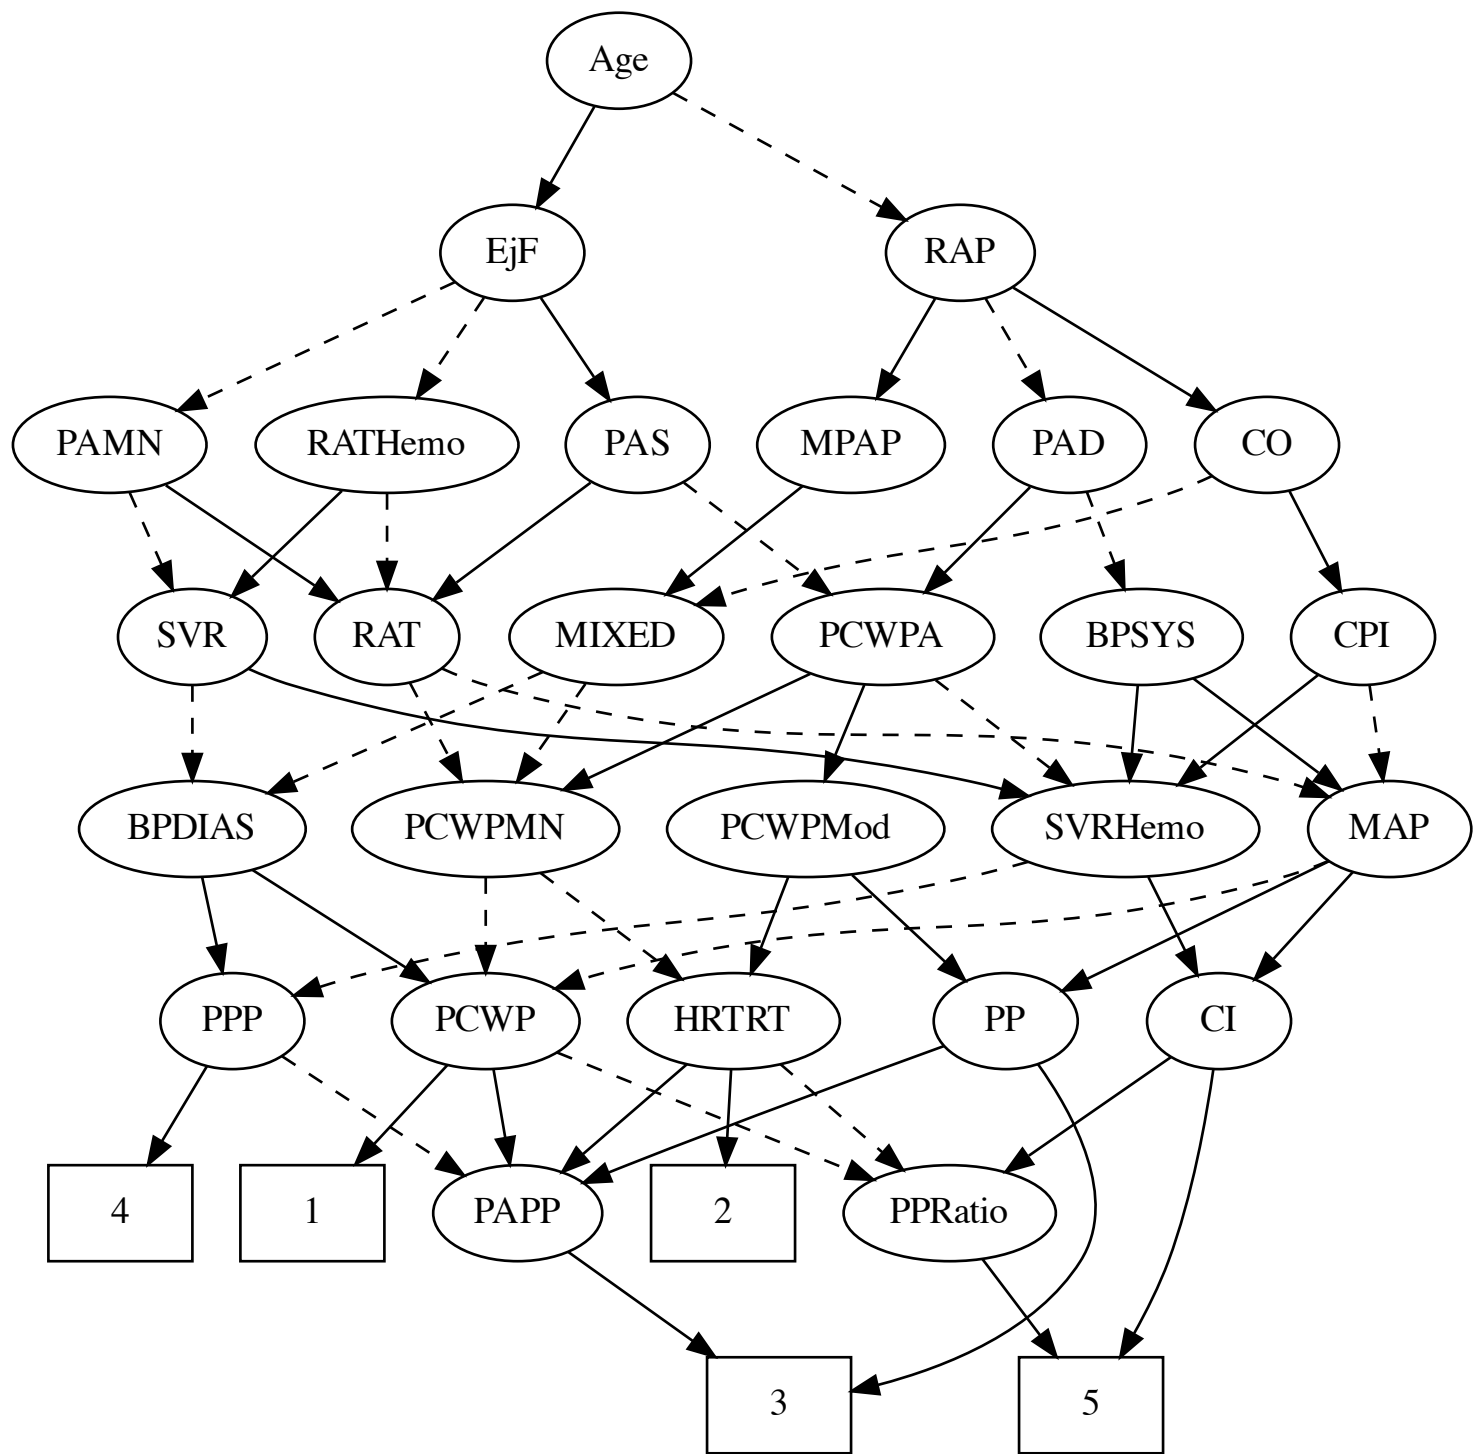 Age
EjF
RAP
PAMN
RATHemo
PAS
MPAP
PAD
CO
SVR
RAT
MIXED
PCWPA
BPSYS
CPI
BPDIAS
PCWPMN
PCWPMod
SVRHemo
MAP
PPP
PCWP
HRTRT
PP
CI
4
1
PAPP
2
PPRatio
3
5